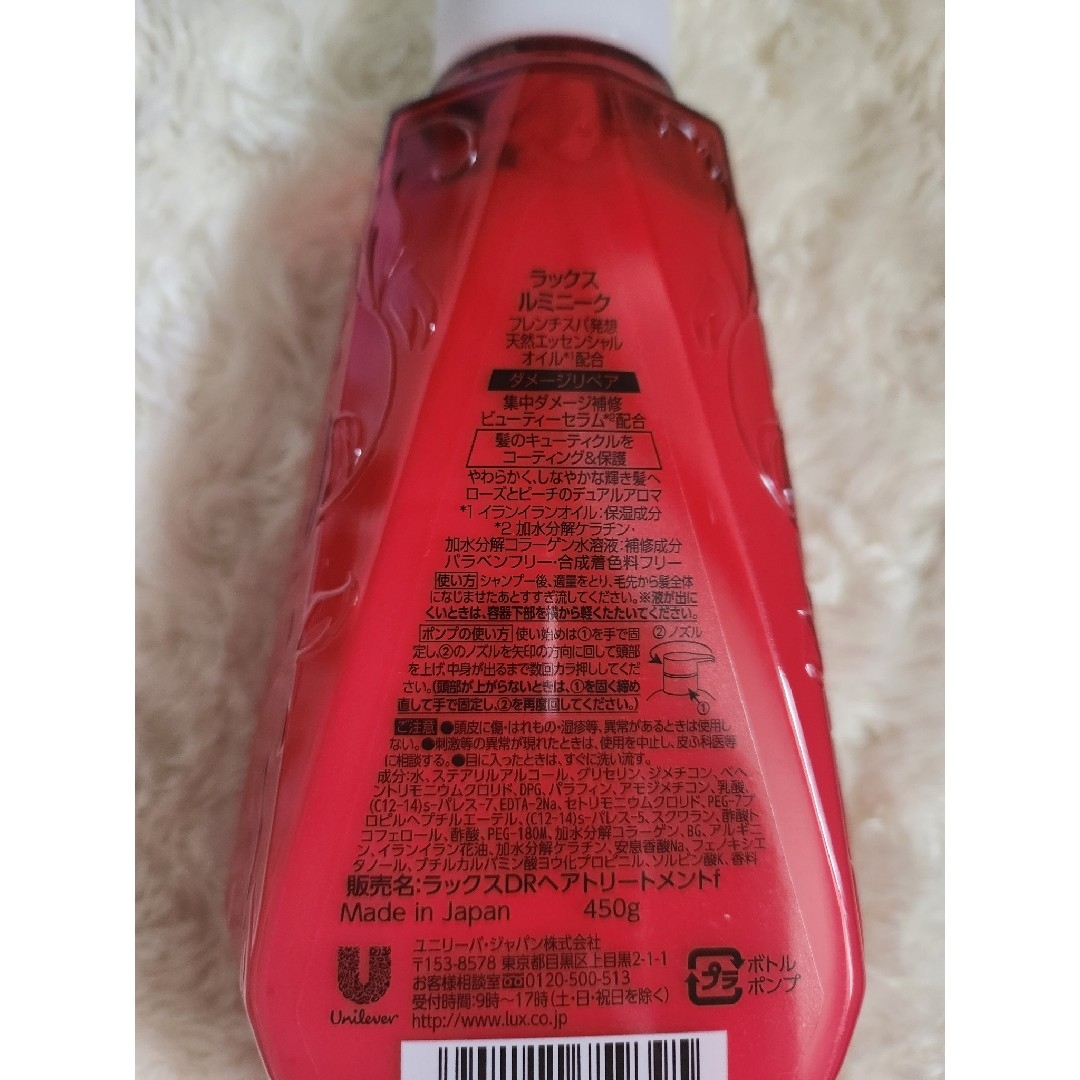 ラックス
ルミニーク
フレンチスパ発想
天然エッセンシャル
オイル*1配合
ダメージリペア
集中ダメージ補修
ビューティーセラム*2配合
髪のキューティクルを
コーティング&保護
やわらかく、しなやかな輝き髪へ
ローズとピーチのデュアルアロマ
*1 イランイランオイル:保湿成分
*2 加水分解ケラチン・
加水分解コラーゲン水溶液:補修成分
パラベンフリー・合成着色料フリー
使い方 シャンプー後、適量をとり、毛先から髪全体
になじませたあとすすぎ流してください。※液が出に
くいときは、容器下部を横から軽くたたいてください。
ポンプの使い方 使い始めは①を手で固
定し、②のノズルを矢印の方向に回して頭部
を上げ、中身が出るまで数回カラ押ししてくだ
さい。(頭部が上がらないときは、①を固く締め
直して手で固定し、②を再度回してください。)
②ノズル
①
ご注意 ●頭皮に傷・はれもの・湿疹等、異常があるときは使用し
ない。●刺激等の異常が現れたときは、使用を中止し、皮ふ科医等
に相談する。●目に入ったときは、すぐに洗い流す。
成分:水、ステアリルアルコール、グリセリン、ジメチコン、ベヘ
ントリモニウムクロリド、DPG、パラフィン、アモジメチコン、乳酸、
(C12-14)s-パレス-7、EDTA-2Na、セトリモニウムクロリド、PEG-7プ
ロピルヘプチルエーテル、(C12-14)s-パレス-5、スクワラン、酢酸ト
コフェロール、酢酸、PEG-180M、加水分解コラーゲン、BG、アルギニ
ン、イランイラン花油、加水分解ケラチン、安息香酸Na、フェノキシエ
タノール、ブチルカルバミン酸ヨウ化プロピニル、ソルビン酸K、香料
販売名:ラックスDRヘアトリートメントf
Made in Japan 450g
ユニリーバ・ジャパン株式会社
〒153-8578 東京都目黒区上目黒2-1-1
お客様相談室 0120-500-513
受付時間:9時〜17時(土・日・祝日を除く)
http://www.lux.co.jp
Unilever
プラ
ボトル
ポンプ